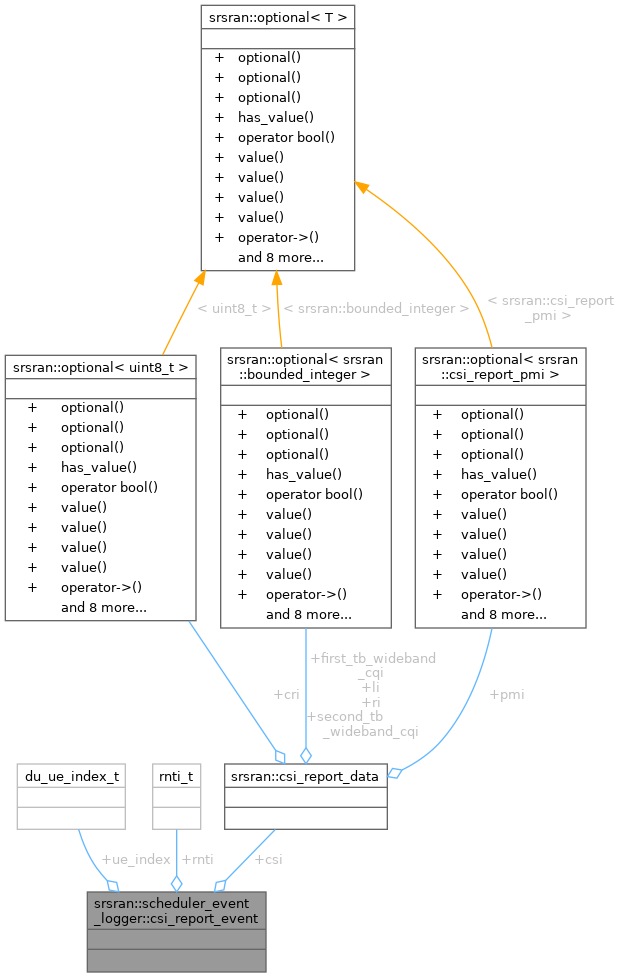 srsran::optional< T >
+ optional()
+ optional()
+ optional()
+ has_value()
+ operator bool()
+ value()
+ value()
+ value()
+ value()
+ operator->()
and 8 more...
< uint8_t >
< srsran::bounded_integer >
< srsran::csi_report
_pmi >
srsran::optional< uint8_t >
+ optional()
+ optional()
+ optional()
+ has_value()
+ operator bool()
+ value()
+ value()
+ value()
+ value()
+ operator->()
and 8 more...
srsran::optional< srsran
::bounded_integer >
+ optional()
+ optional()
+ optional()
+ has_value()
+ operator bool()
+ value()
+ value()
+ value()
+ value()
+ operator->()
and 8 more...
srsran::optional< srsran
::csi_report_pmi >
+ optional()
+ optional()
+ optional()
+ has_value()
+ operator bool()
+ value()
+ value()
+ value()
+ value()
+ operator->()
and 8 more...
+cri
+first_tb_wideband
_cqi
+li
+ri
+second_tb
_wideband_cqi
+pmi
du_ue_index_t
rnti_t
srsran::csi_report_data
+ue_index
+rnti
+csi
srsran::scheduler_event
_logger::csi_report_event